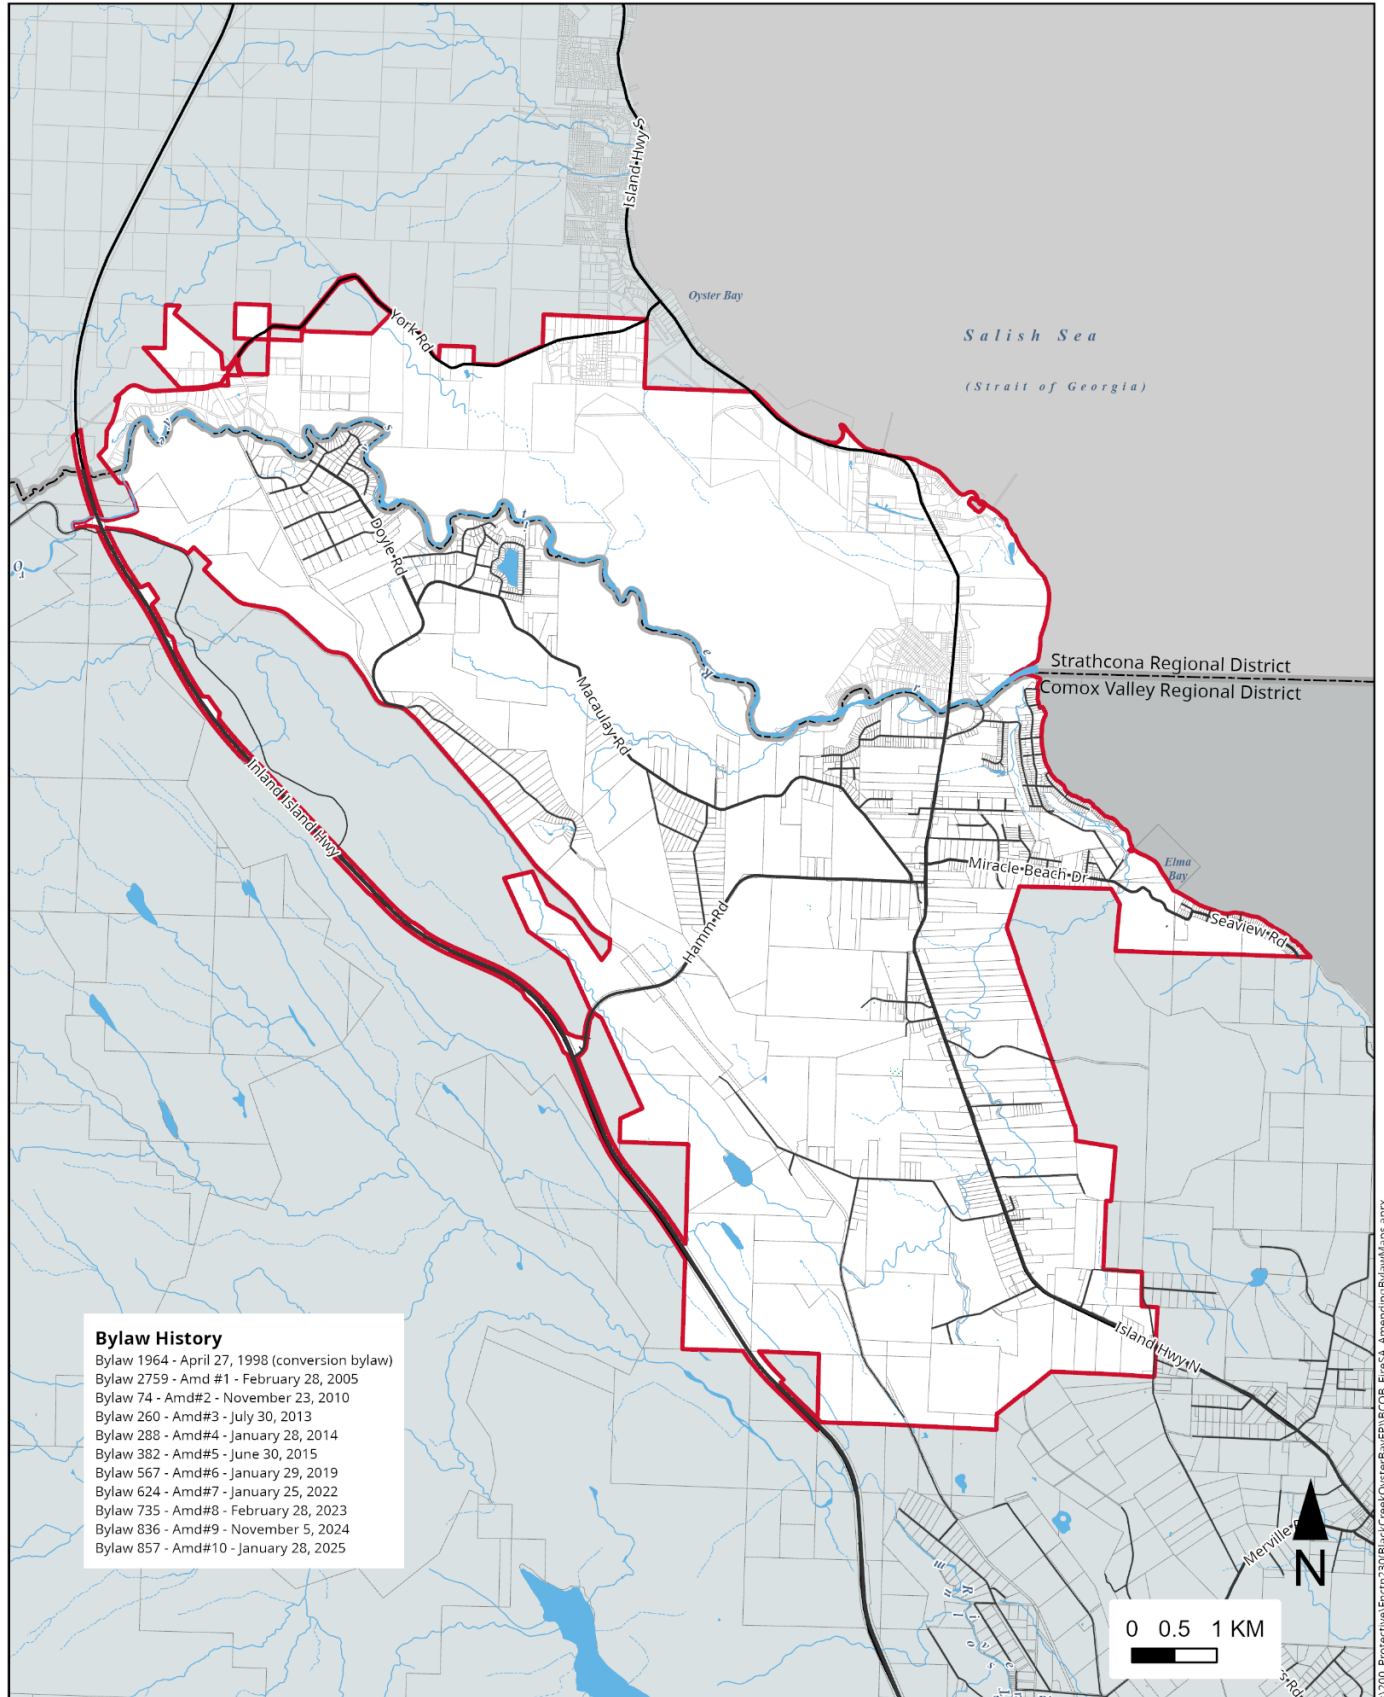 Island Hwy S
Oyster Bay
Salish Sea
(Strait of Georgia)
York Rd
Doyle Rd
Macaulay Rd
Strathcona Regional District
Comox Valley Regional District
Inland Island Hwy
Miracle Beach Dr
Elma
Bay
Seaview Rd
Hamm Rd
Island Hwy N
Bylaw History
Bylaw 1964 - April 27, 1998 (conversion bylaw)
Bylaw 2759 - Amd #1 - February 28, 2005
Bylaw 74 - Amd#2 - November 23, 2010
Bylaw 260 - Amd#3 - July 30, 2013
Bylaw 288 - Amd#4 - January 28, 2014
Bylaw 382 - Amd#5 - June 30, 2015
Bylaw 567 - Amd#6 - January 29, 2019
Bylaw 624 - Amd#7 - January 25, 2022
Bylaw 735 - Amd#8 - February 28, 2023
Bylaw 836 - Amd#9 - November 5, 2024
Bylaw 857 - Amd#10 - January 28, 2025
Merville
N
0 0.5 1 KM